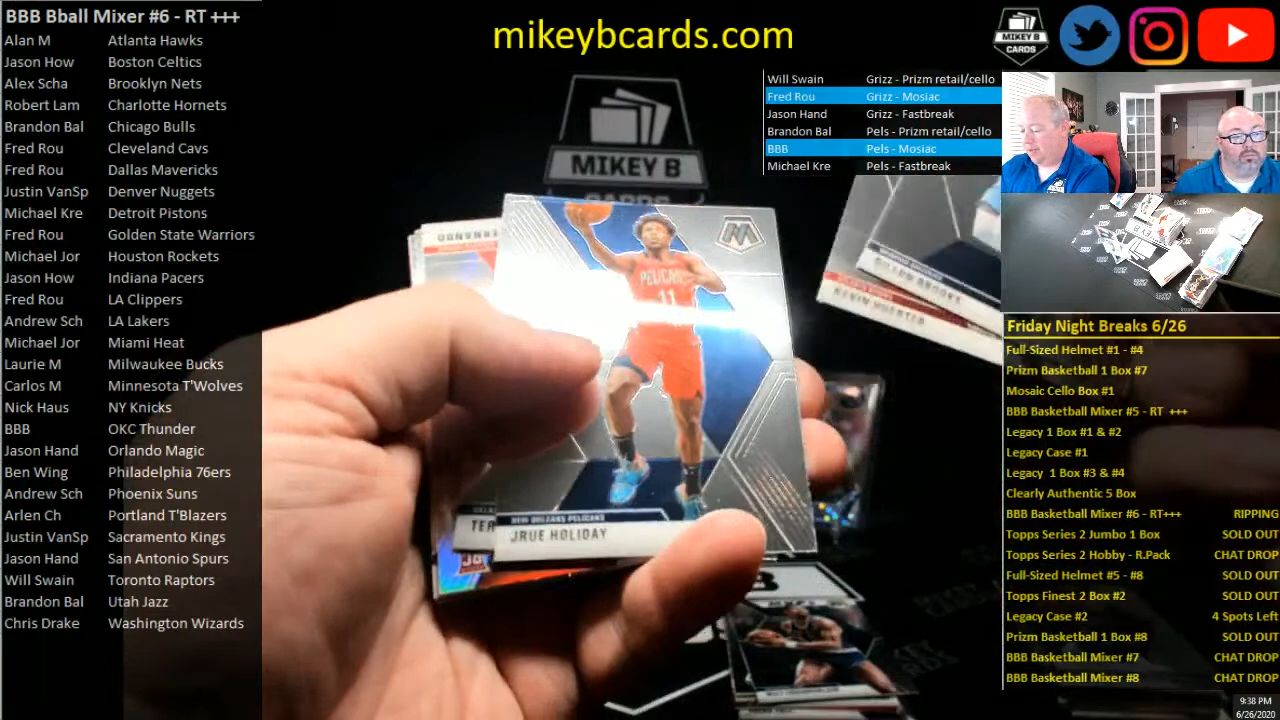 BBB Bball Mixer #6 - RT +++
Alan M Atlanta Hawks
Jason How Boston Celtics
Alex Scha Brooklyn Nets
Robert Lam Charlotte Hornets
Brandon Bal Chicago Bulls
Fred Rou Cleveland Cavs
Fred Rou Dallas Mavericks
Justin VanSp Denver Nuggets
Michael Kre Detroit Pistons
Fred Rou Golden State Warriors
Michael Jor Houston Rockets
Jason How Indiana Pacers
Fred Rou LA Clippers
Andrew Sch LA Lakers
Michael Jor Miami Heat
Laurie M Milwaukee Bucks
Carlos M Minnesota T'Wolves
Nick Haus NY Knicks
BBB OKC Thunder
Jason Hand Orlando Magic
Ben Wing Philadelphia 76ers
Andrew Sch Phoenix Suns
Arlen Ch Portland T'Blazers
Justin VanSp Sacramento Kings
Jason Hand San Antonio Spurs
Will Swain Toronto Raptors
Brandon Bal Utah Jazz
Chris Drake Washington Wizards
mikeybcards.com
MIKEY B
CARDS
PELICANS
11
NEW ORLEANS PELICANS
JRUE HOLIDAY
TER
DILLON BROOKS
KEVIN HUERTER
MIKEY B
CARDS
Will Swain Grizz - Prizm retail/cello
Fred Rou Grizz - Mosiac
Jason Hand Grizz - Fastbreak
Brandon Bal Pels - Prizm retail/cello
BBB Pels - Mosiac
Michael Kre Pels - Fastbreak
Friday Night Breaks 6/26
Full-Sized Helmet #1 - #4
Prizm Basketball 1 Box #7
Mosaic Cello Box #1
BBB Basketball Mixer #5 - RT +++
Legacy 1 Box #1 & #2
Legacy Case #1
Legacy 1 Box #3 & #4
Clearly Authentic 5 Box
BBB Basketball Mixer #6 - RT+++ RIPPING
Topps Series 2 Jumbo 1 Box SOLD OUT
Topps Series 2 Hobby - R.Pack CHAT DROP
Full-Sized Helmet #5 - #8 SOLD OUT
Topps Finest 2 Box #2 SOLD OUT
Legacy Case #2 4 Spots Left
Prizm Basketball 1 Box #8 SOLD OUT
BBB Basketball Mixer #7 CHAT DROP
BBB Basketball Mixer #8 CHAT DROP
9:38 PM
6/26/2020